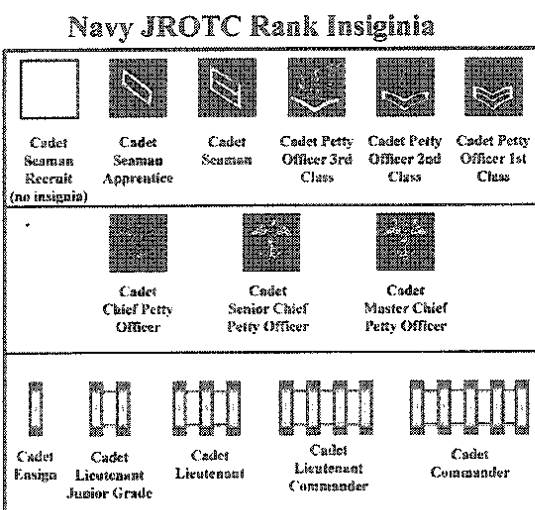 Navy JROTC Rank Insiginia
Cadet Seaman Recruit (no insignia)
Cadet Seaman Apprentice
Cadet Seaman
Cadet Petty Officer 3rd Class
Cadet Petty Officer 2nd Class
Cadet Petty Officer 1st Class
Cadet Chief Petty Officer
Cadet Senior Chief Petty Officer
Cadet Master Chief Petty Officer
Cadet Ensign
Cadet Lieutenant Junior Grade
Cadet Lieutenant
Cadet Lieutenant Commander
Cadet Commander